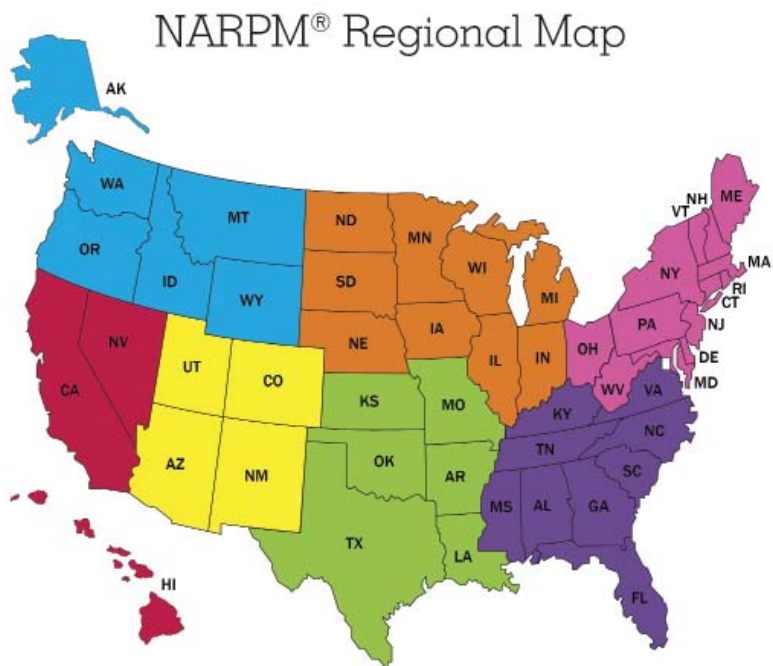 NARPM® Regional Map
AK
WA
MT
ND
MN
OR
ID
WY
SD
WI
MI
NH
VT
ME
NY
MA
RI
CT
NV
CA
UT
CO
NE
IA
IL
IN
OH
PA
NJ
DE
MD
WV
VA
KS
MO
KY
NC
TN
SC
AZ
NM
OK
AR
TX
LA
MS
AL
GA
FL
HI